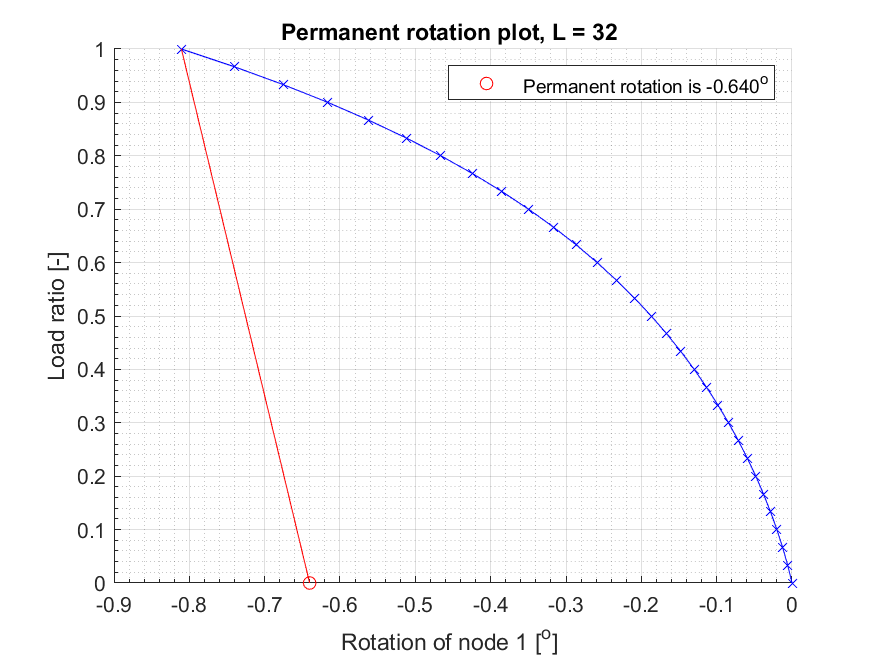 Permanent rotation plot, L = 32
Permanent rotation is -0.640º
Load ratio [-]
1
0.9
0.8
0.7
0.6
0.5
0.4
0.3
0.2
0.1
0
-0.9 -0.8 -0.7 -0.6 -0.5 -0.4 -0.3 -0.2 -0.1 0
Rotation of node 1 [º]